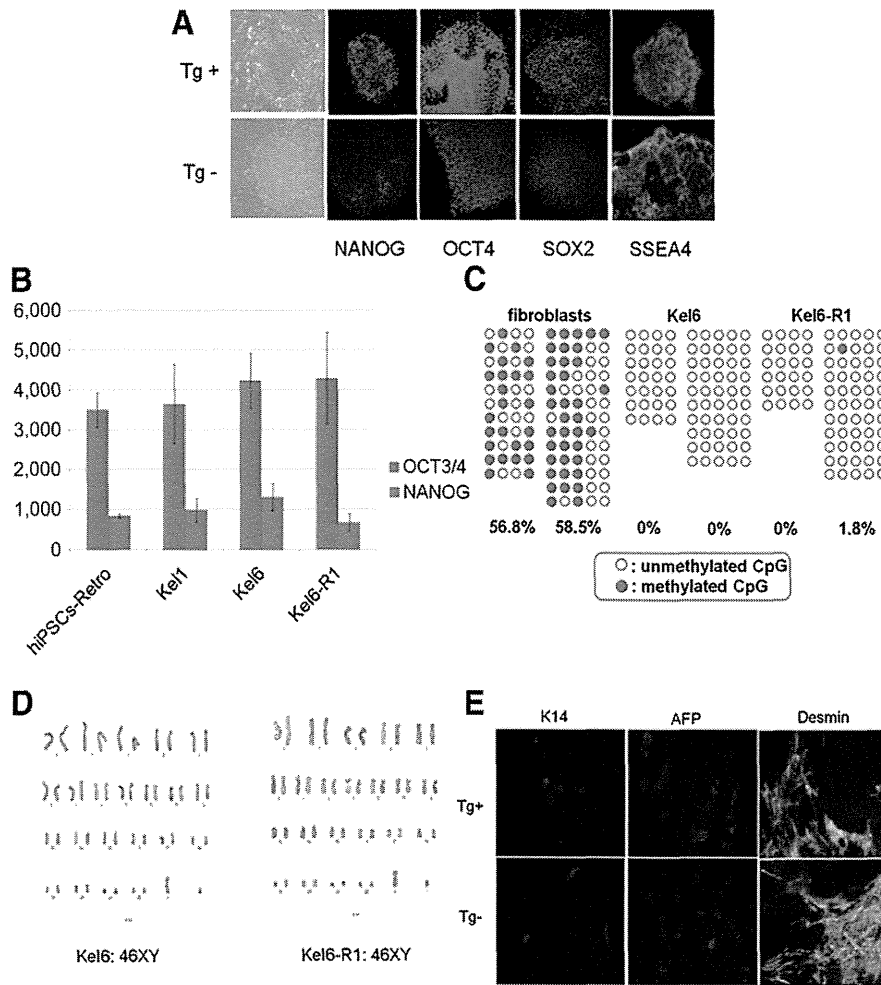 A
Tg +
Tg -
NANOG OCT4 SOX2 SSEA4
B
6,000
5,000
4,000
3,000
2,000
1,000
0
OCT3/4
NANOG
hiPSCs-Retro
Kel1
Kel6
Kel6-R1
C
fibroblasts Kel6 Kel6-R1
56.8% 58.5% 0% 0% 0% 1.8%
: unmethylated CpG
: methylated CpG
D
Kel6: 46XY Kel6-R1: 46XY
E
K14 AFP Desmin
Tg+
Tg-